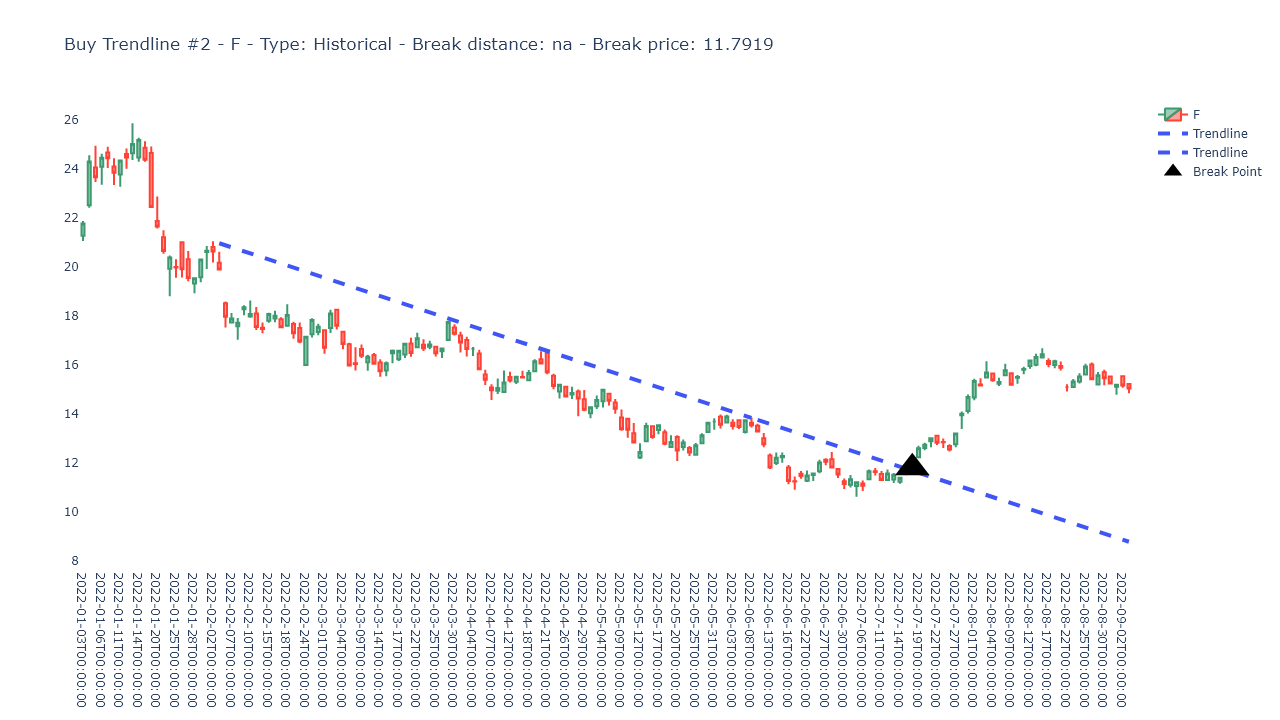 Buy Trendline #2 - F - Type: Historical - Break distance: na - Break price: 11.7919
F
Trendline
Trendline
Break Point
26
24
22
20
18
16
14
12
10
8
2022-01-03T00:00:00
2022-01-06T00:00:00
2022-01-11T00:00:00
2022-01-14T00:00:00
2022-01-20T00:00:00
2022-01-25T00:00:00
2022-01-28T00:00:00
2022-02-02T00:00:00
2022-02-07T00:00:00
2022-02-10T00:00:00
2022-02-15T00:00:00
2022-02-18T00:00:00
2022-02-24T00:00:00
2022-03-01T00:00:00
2022-03-04T00:00:00
2022-03-09T00:00:00
2022-03-14T00:00:00
2022-03-17T00:00:00
2022-03-22T00:00:00
2022-03-25T00:00:00
2022-03-30T00:00:00
2022-04-04T00:00:00
2022-04-07T00:00:00
2022-04-12T00:00:00
2022-04-18T00:00:00
2022-04-21T00:00:00
2022-04-26T00:00:00
2022-04-29T00:00:00
2022-05-04T00:00:00
2022-05-09T00:00:00
2022-05-12T00:00:00
2022-05-17T00:00:00
2022-05-20T00:00:00
2022-05-25T00:00:00
2022-05-31T00:00:00
2022-06-03T00:00:00
2022-06-08T00:00:00
2022-06-13T00:00:00
2022-06-16T00:00:00
2022-06-22T00:00:00
2022-06-27T00:00:00
2022-06-30T00:00:00
2022-07-06T00:00:00
2022-07-11T00:00:00
2022-07-14T00:00:00
2022-07-19T00:00:00
2022-07-22T00:00:00
2022-07-27T00:00:00
2022-08-01T00:00:00
2022-08-04T00:00:00
2022-08-09T00:00:00
2022-08-12T00:00:00
2022-08-17T00:00:00
2022-08-22T00:00:00
2022-08-25T00:00:00
2022-08-30T00:00:00
2022-09-02T00:00:00